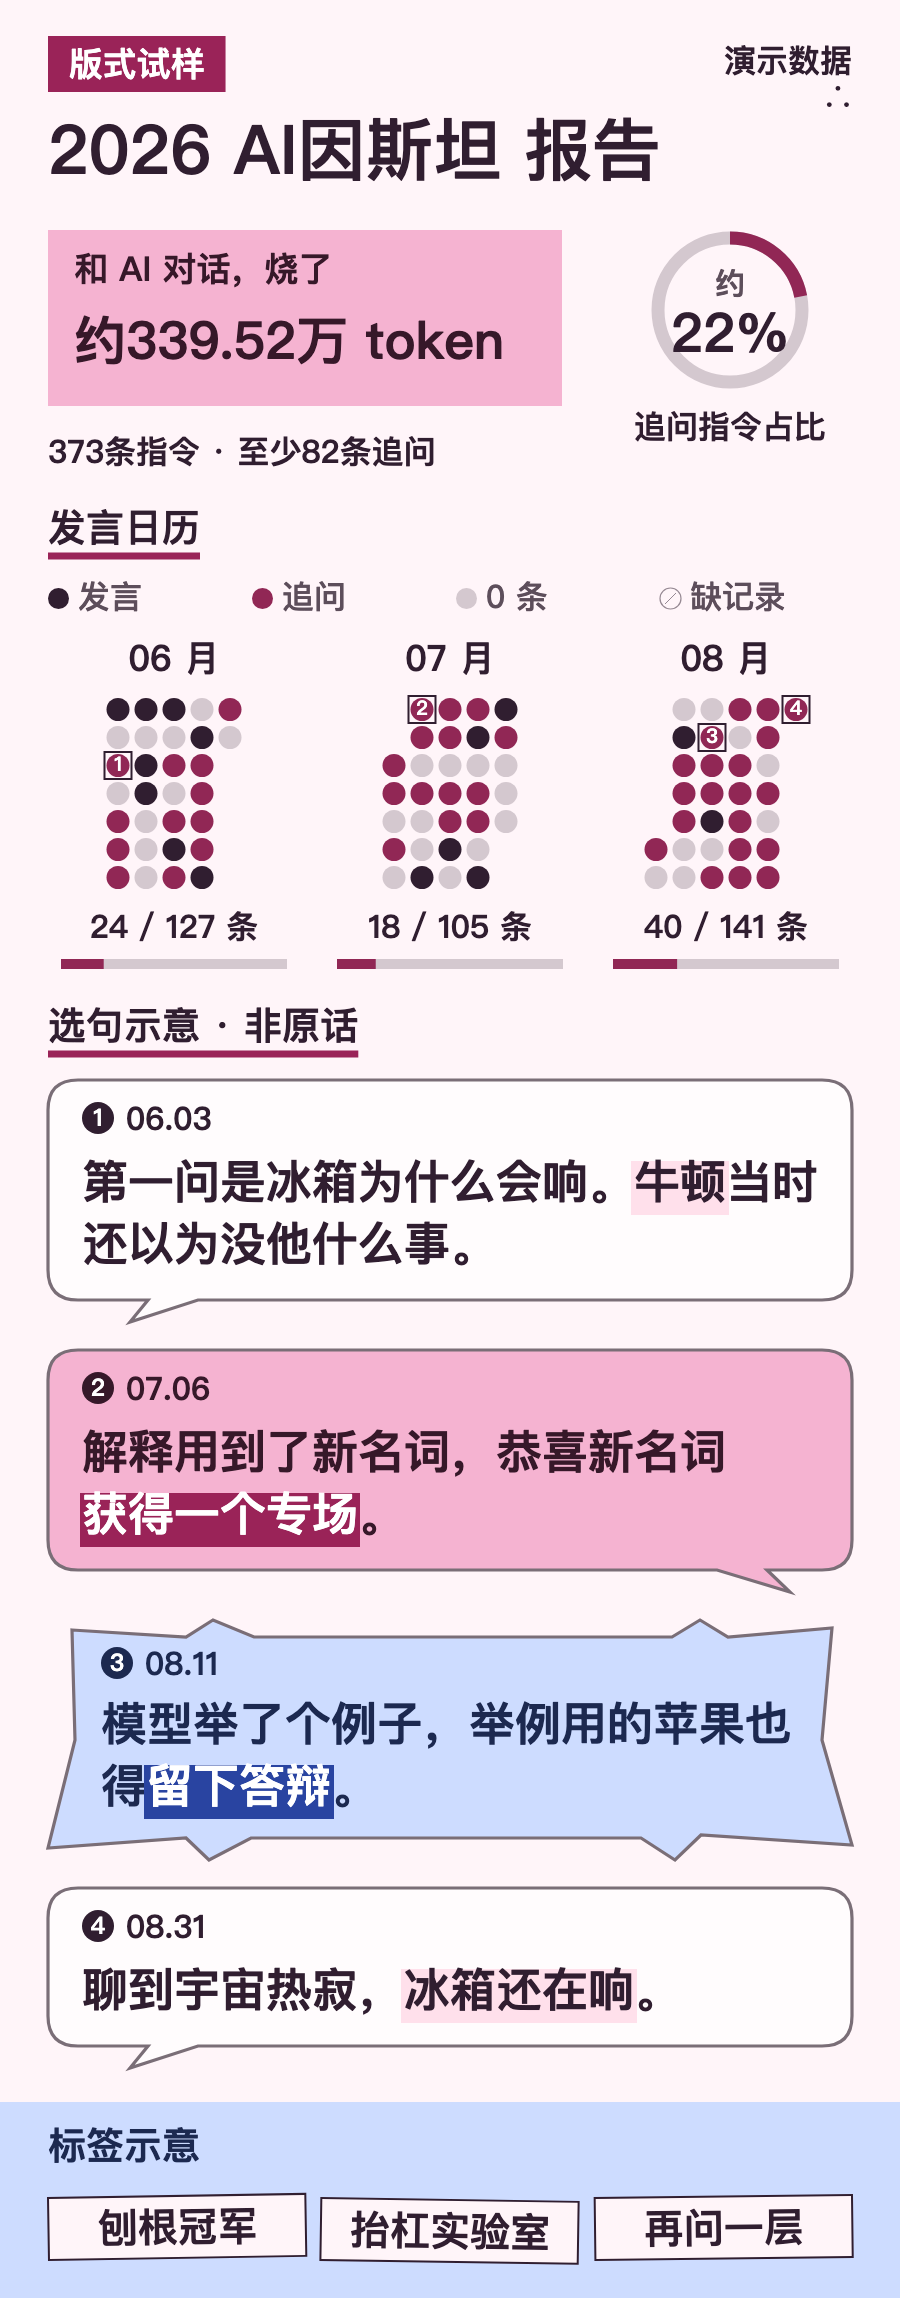 版式试样
演示数据
2026 AI因斯坦 报告
和 AI 对话，烧了
约339.52万 token
约
22%
追问指令占比
373条指令 · 至少82条追问
发言日历
发言 追问 0 条 缺记录
06 月 07 月 08 月
2 4
3
1
24 / 127 条 18 / 105 条 40 / 141 条
选句示意 · 非原话
1 06.03
第一问是冰箱为什么会响。牛顿当时
还以为没他什么事。
2 07.06
解释用到了新名词，恭喜新名词
获得一个专场。
3 08.11
模型举了个例子，举例用的苹果也
得留下答辩。
4 08.31
聊到宇宙热寂，冰箱还在响。
标签示意
刨根冠军 抬杠实验室 再问一层